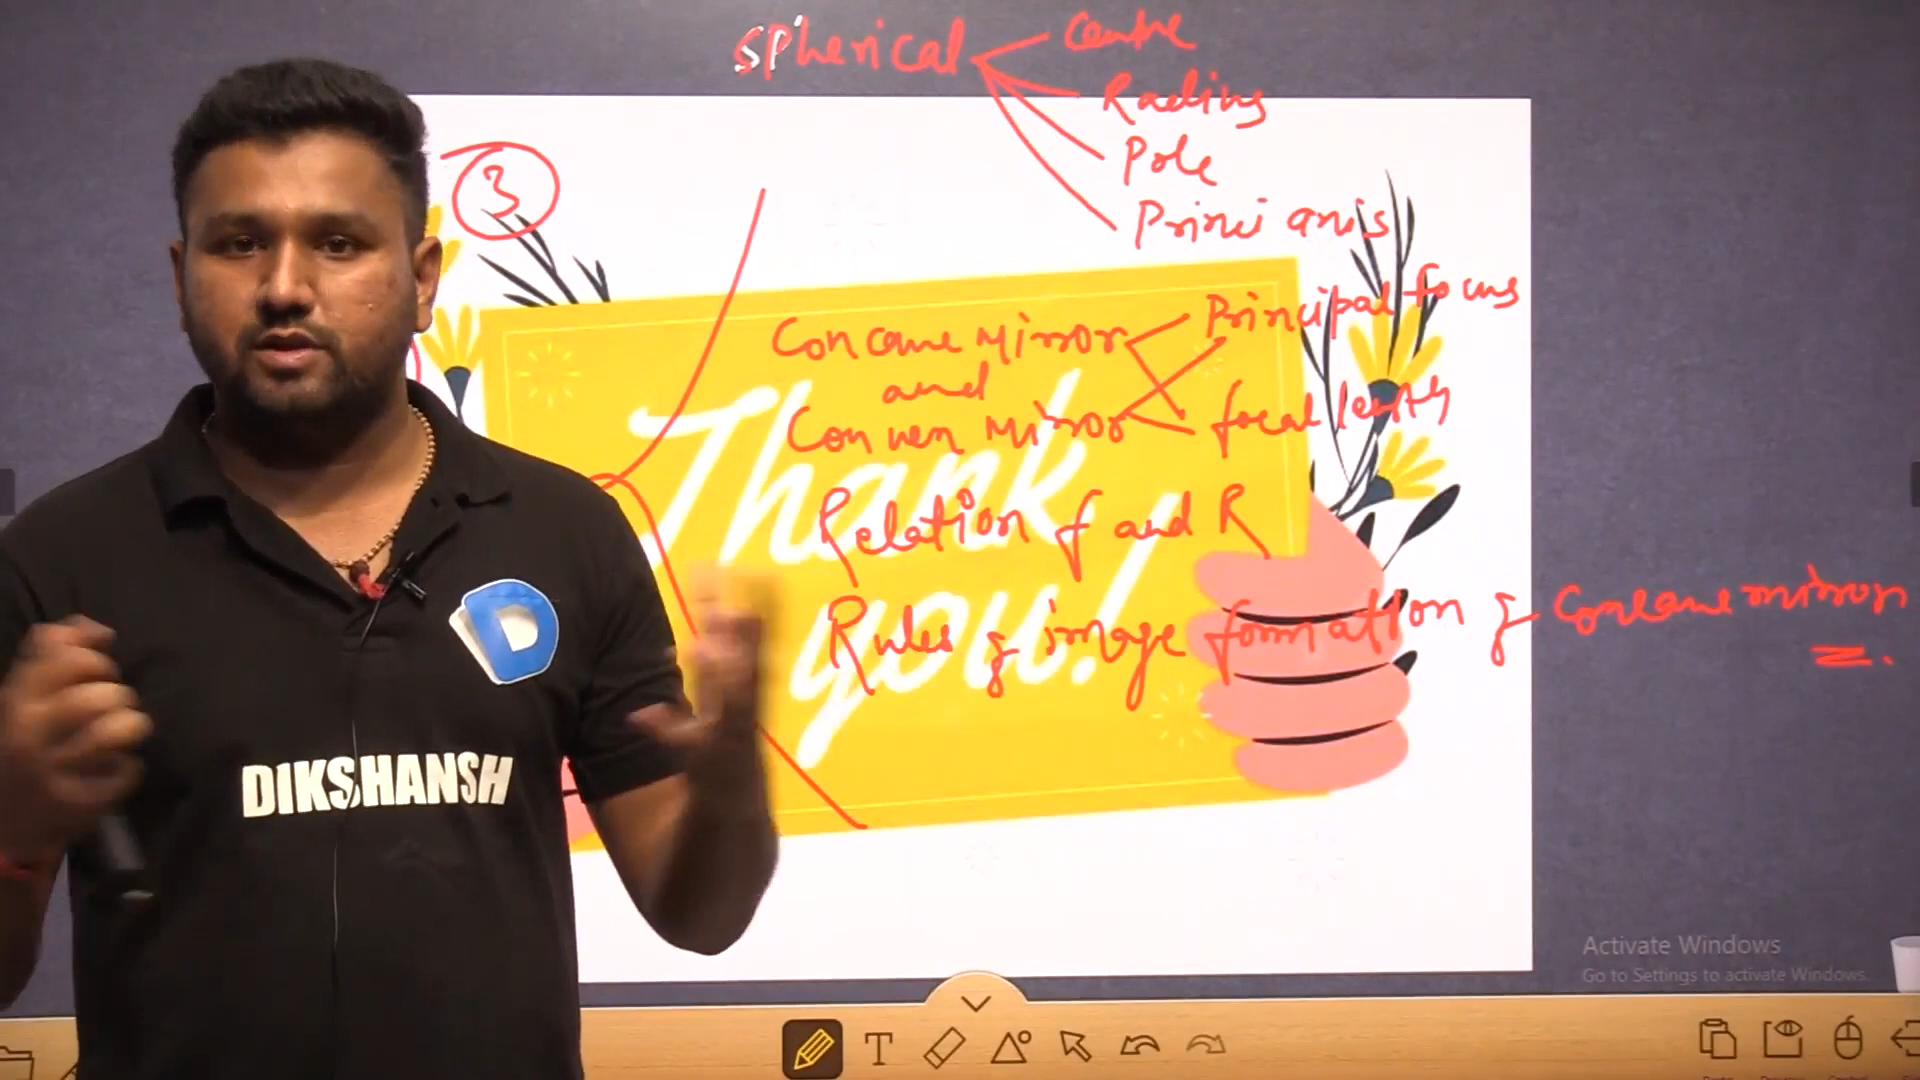 Spherical
Centre
Radius
Pole
Princi axis
3
Concave Mirror
and
Convex Mirror
Principal focus
focal length
Relation f and R
Rules of image formation of Concave mirror
Thank
you!
D
DIKSHANSH
Activate Windows
Go to Settings to activate Windows.
T